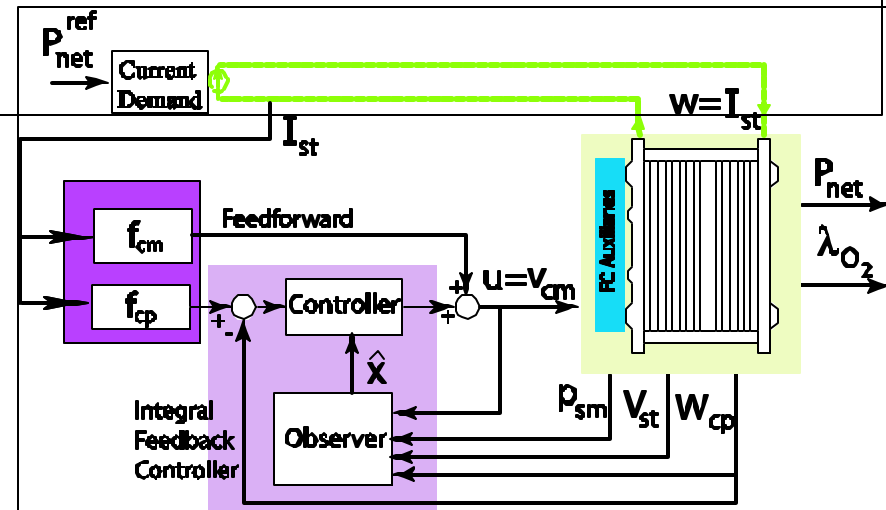 P_net^ref
Current
Demand
w=I_st
I_st
P_net
λ_O2
Feedforward
f_cm
f_cp
FC Auxiliaries
Controller
u=v_cm
+
-
+
+
x̂
Integral
Feedback
Controller
Observer
p_sm
V_st
W_cp